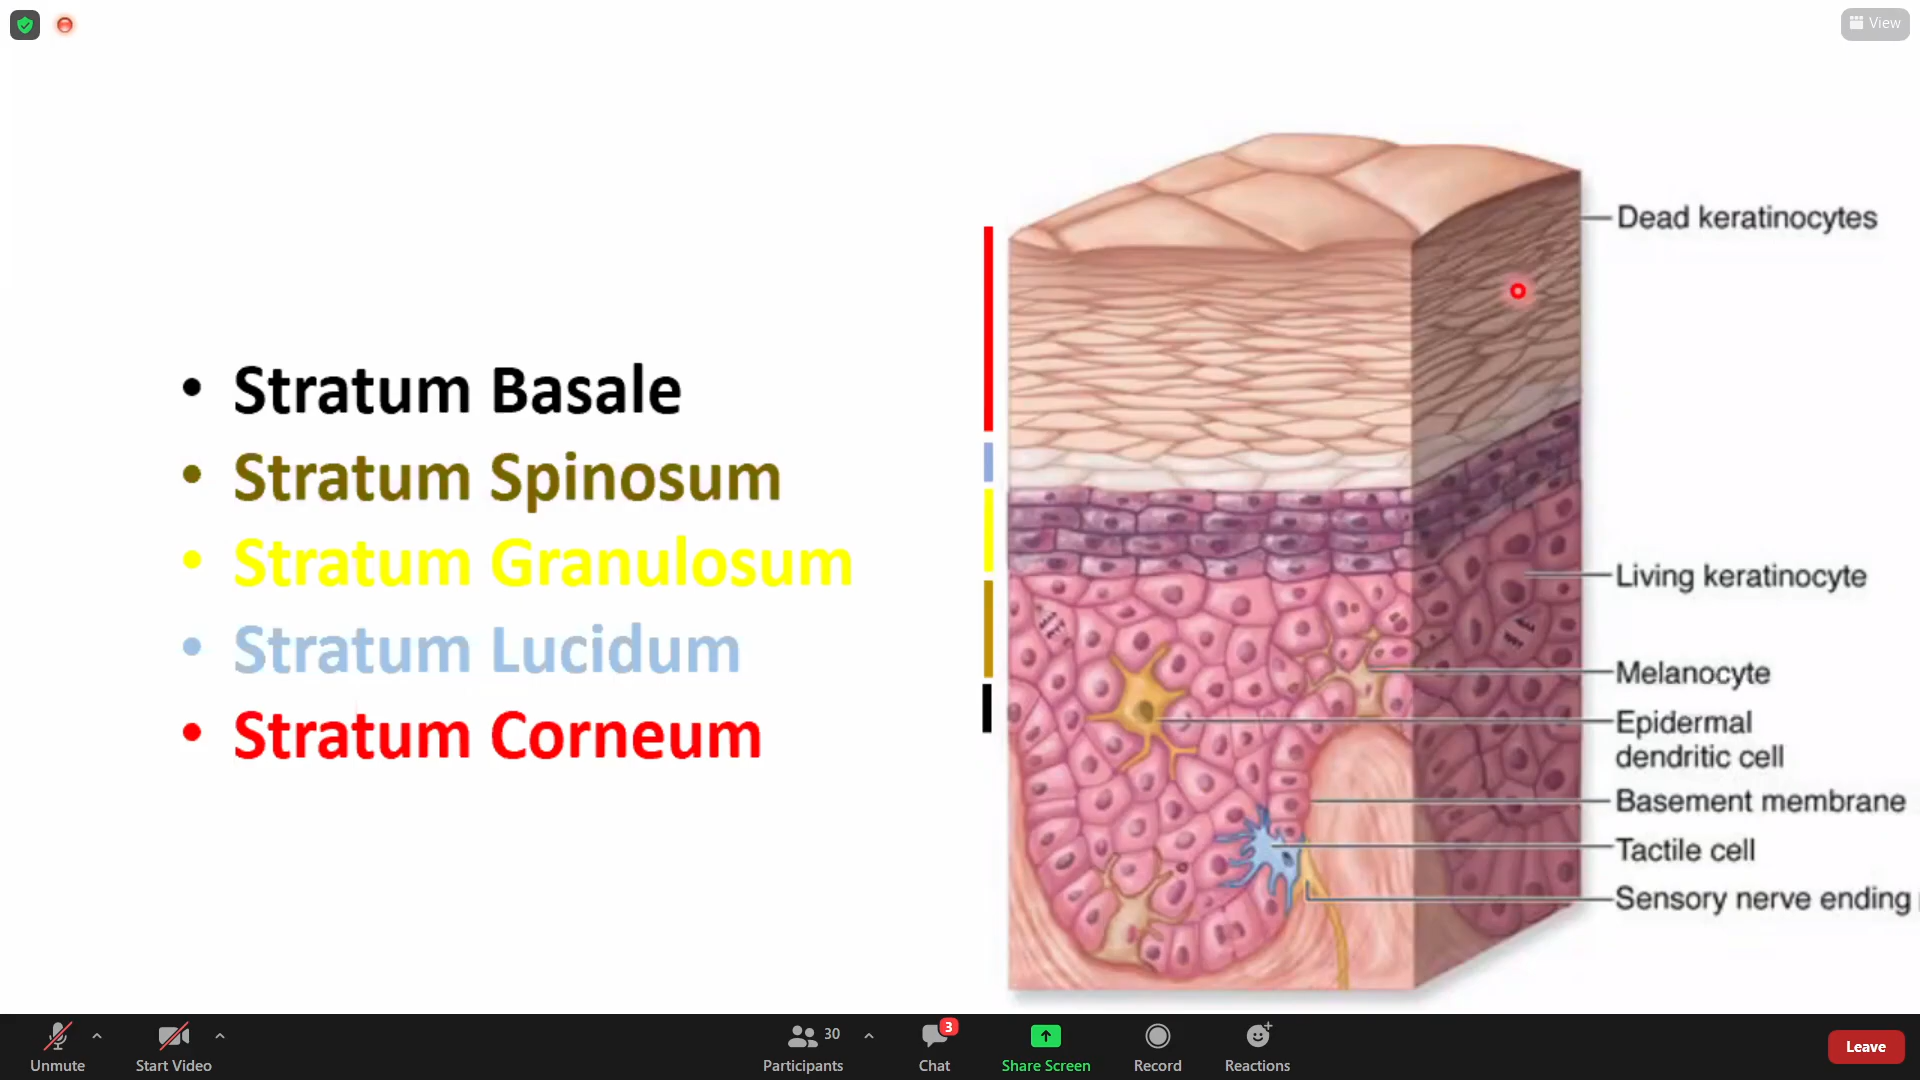 View
• Stratum Basale
• Stratum Spinosum
• Stratum Granulosum
• Stratum Lucidum
• Stratum Corneum
Dead keratinocytes
Living keratinocyte
Melanocyte
Epidermal
dendritic cell
Basement membrane
Tactile cell
Sensory nerve ending
Unmute
Start Video
30
Participants
3
Chat
Share Screen
Record
Reactions
Leave